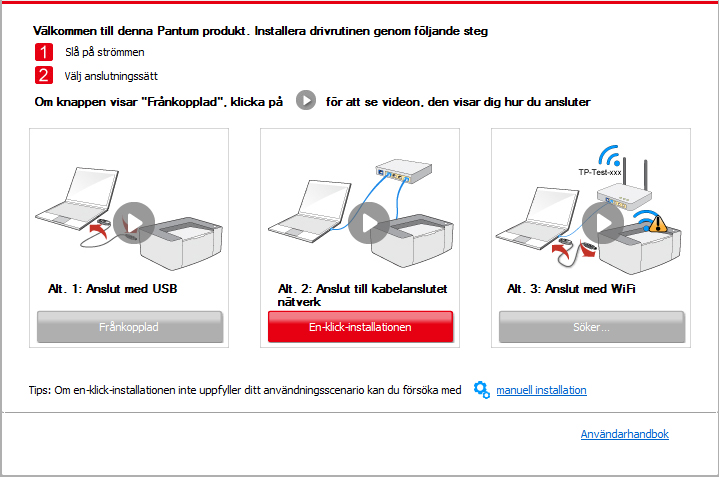 Välkommen till denna Pantum produkt. Installera drivrutinen genom följande steg
1 Slå på strömmen
2 Välj anslutningssätt
Om knappen visar "Frånkopplad", klicka på för att se videon, den visar dig hur du ansluter
TP-Test-xxx
Alt. 1: Anslut med USB
Frånkopplad
Alt. 2: Anslut till kabelanslutet
nätverk
En-klick-installationen
Alt. 3: Anslut med WiFi
Söker...
Tips: Om en-klick-installationen inte uppfyller ditt användningsscenario kan du försöka med manuell installation
Användarhandbok